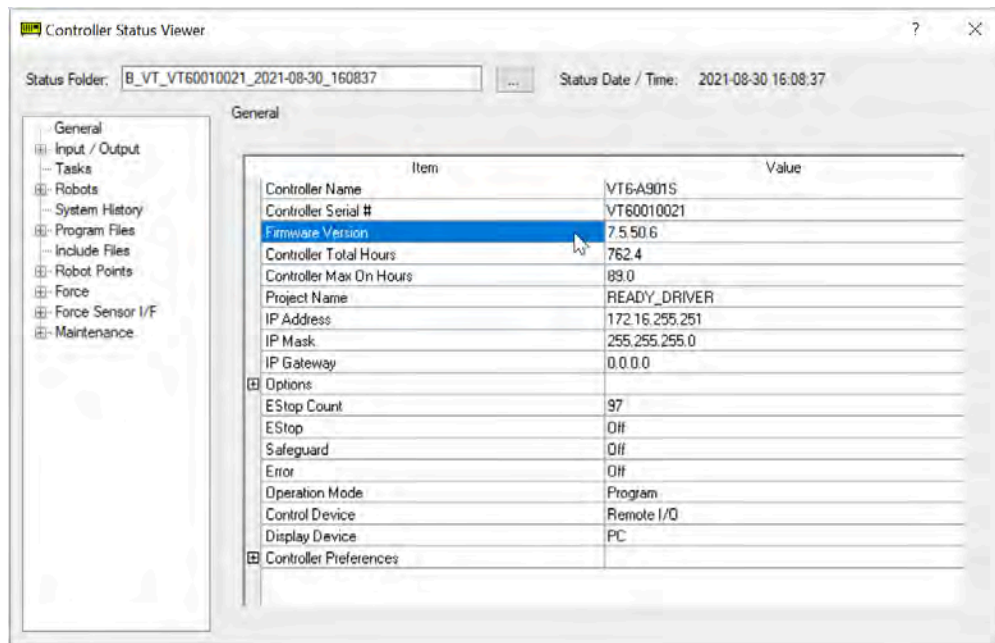 Controller Status Viewer ? ×
Status Folder: B_VT_VT60010021_2021-08-30_160837 ... Status Date / Time: 2021-08-30 16:08:37
General
Input / Output
Tasks
Robots
System History
Program Files
Include Files
Robot Points
Force
Force Sensor I/F
Maintenance
General
Item Value
Controller Name VT6-A901S
Controller Serial # VT60010021
Firmware Version 7.5.50.6
Controller Total Hours 762.4
Controller Max On Hours 89.0
Project Name READY_DRIVER
IP Address 172.16.255.251
IP Mask 255.255.255.0
IP Gateway 0.0.0.0
Options
EStop Count 97
EStop Off
Safeguard Off
Error Off
Operation Mode Program
Control Device Remote I/O
Display Device PC
Controller Preferences